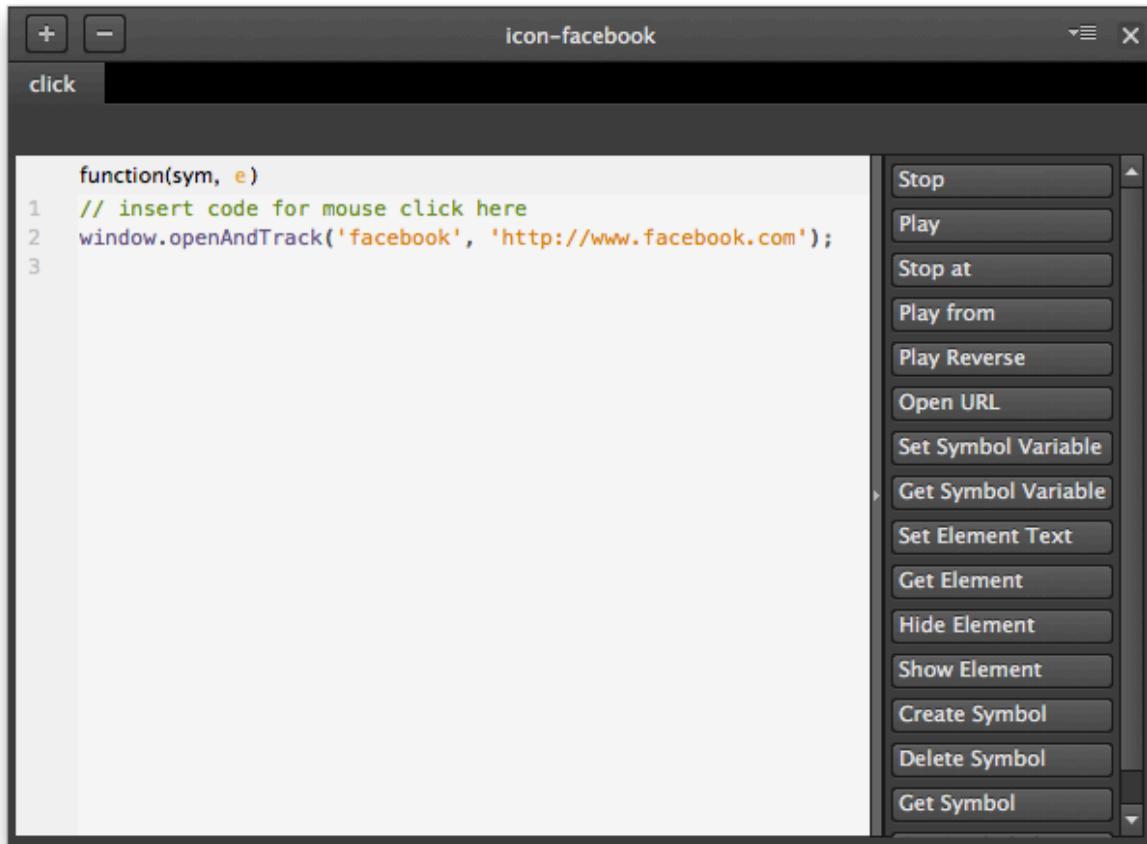 + − icon-facebook
click
function(sym, e)
1 // insert code for mouse click here
2 window.openAndTrack('facebook', 'http://www.facebook.com');
3
Stop
Play
Stop at
Play from
Play Reverse
Open URL
Set Symbol Variable
Get Symbol Variable
Set Element Text
Get Element
Hide Element
Show Element
Create Symbol
Delete Symbol
Get Symbol